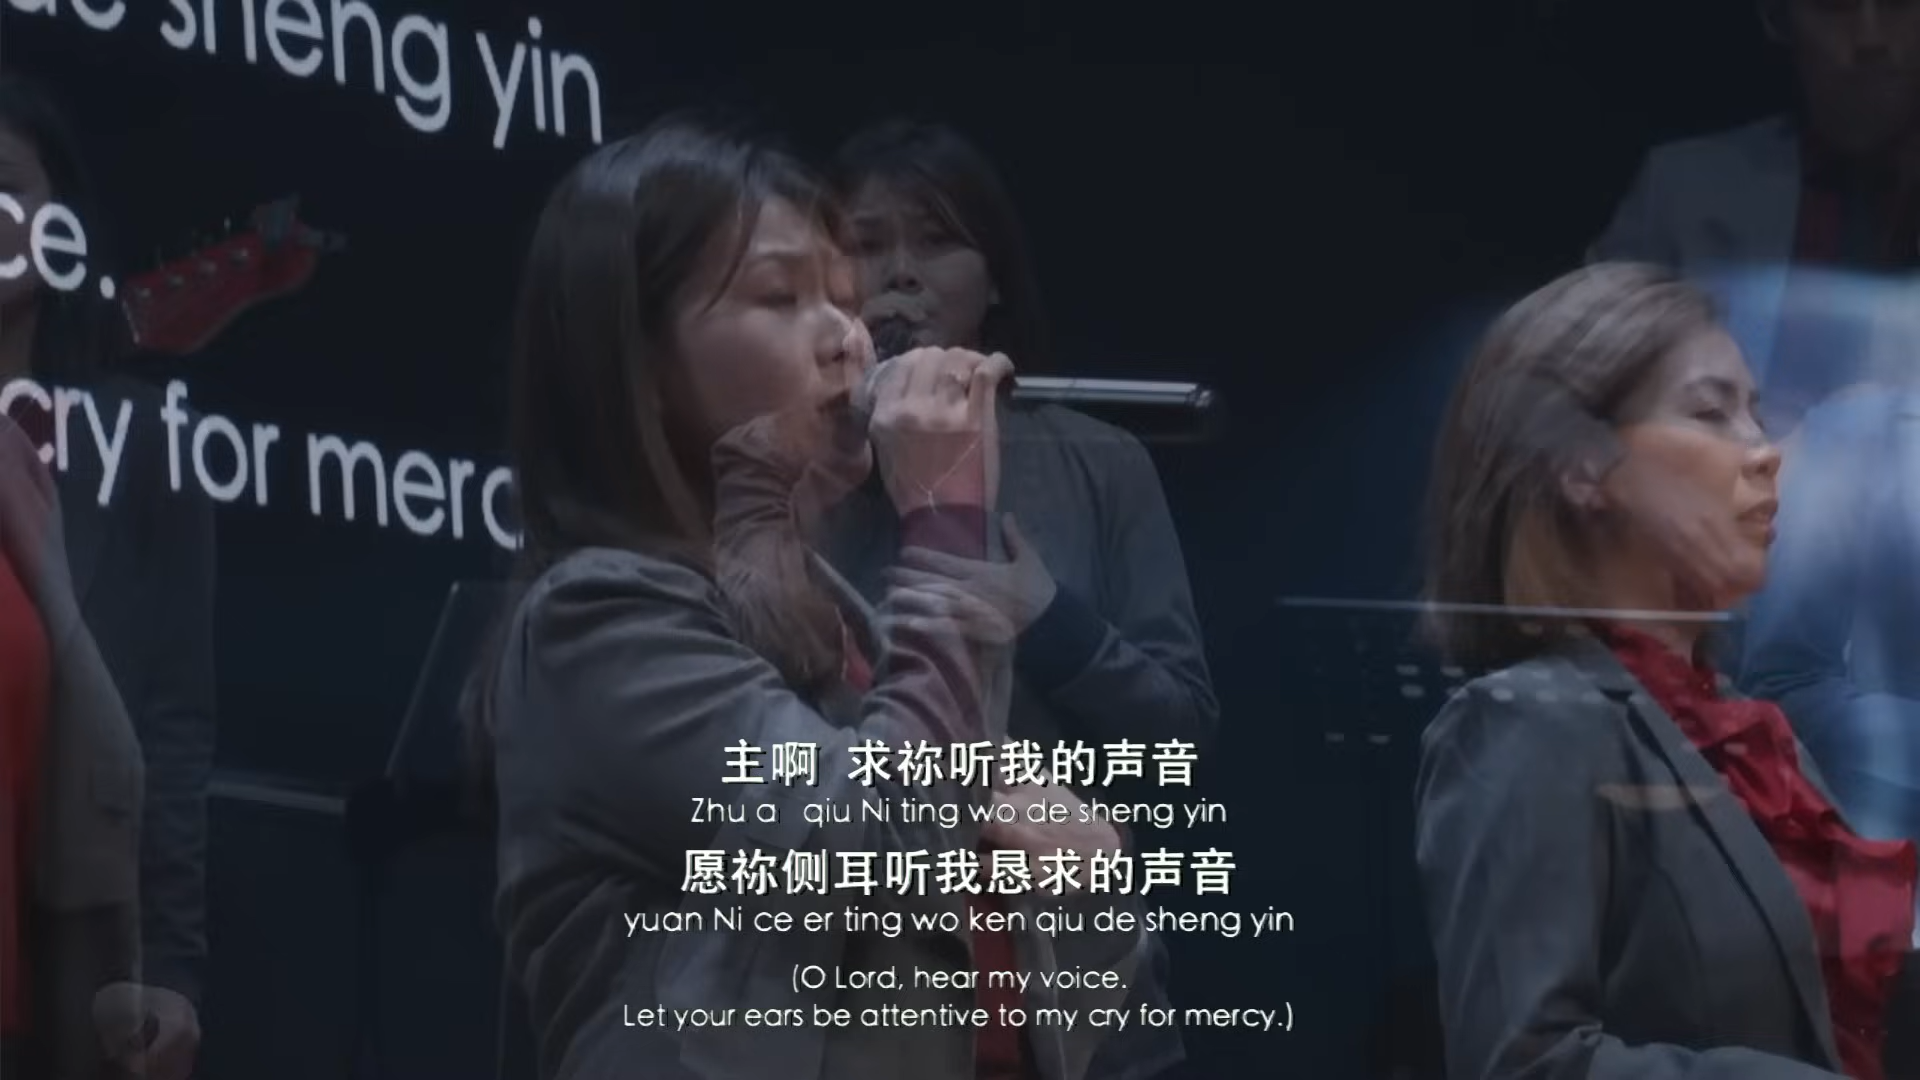 de sheng yin
ce.
cry for merc
主啊 求祢听我的声音
Zhu a qiu Ni ting wo de sheng yin
愿祢侧耳听我恳求的声音
yuan Ni ce er ting wo ken qiu de sheng yin
(O Lord, hear my voice.
Let your ears be attentive to my cry for mercy.)